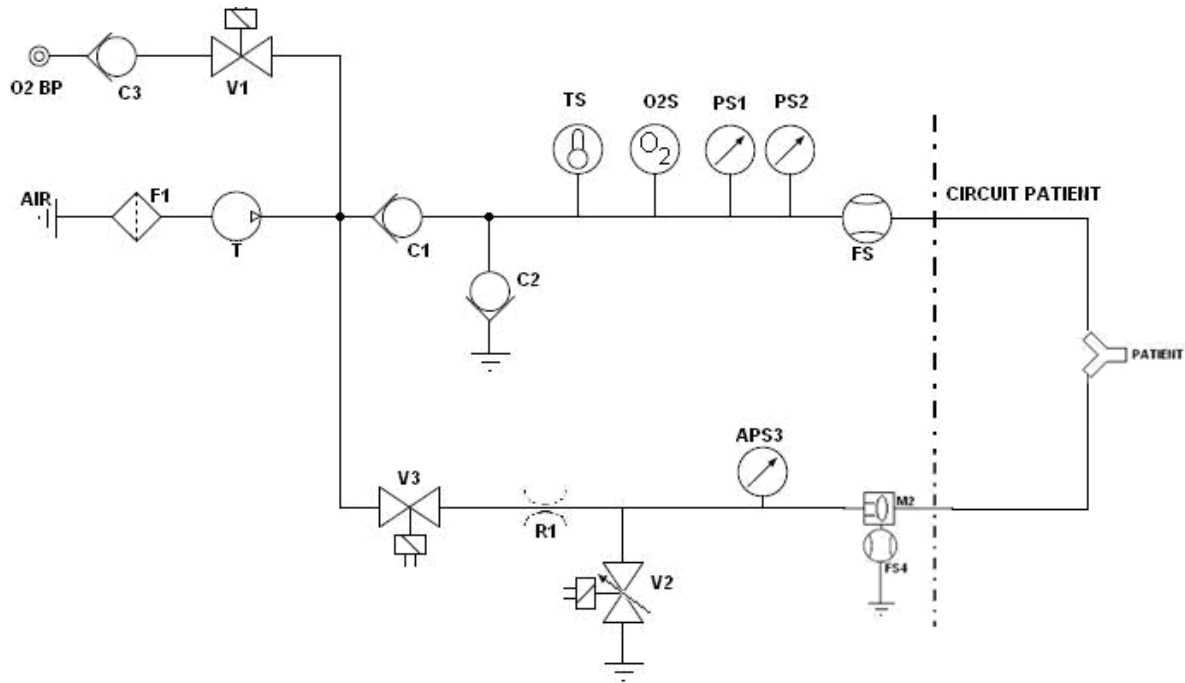 O2 BP
C3
V1
TS
O2S
PS1
PS2
O2
AIR
F1
T
C1
C2
FS
CIRCUIT PATIENT
PATIENT
APS3
V3
R1
M2
FS4
V2